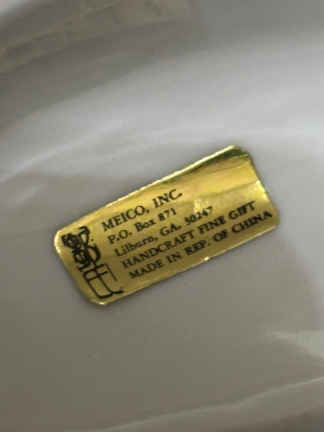 MEICO, INC.
P.O. Box 871
Lilburn, GA. 30247
HANDCRAFT FINE GIFT
MADE IN REP. OF CHINA